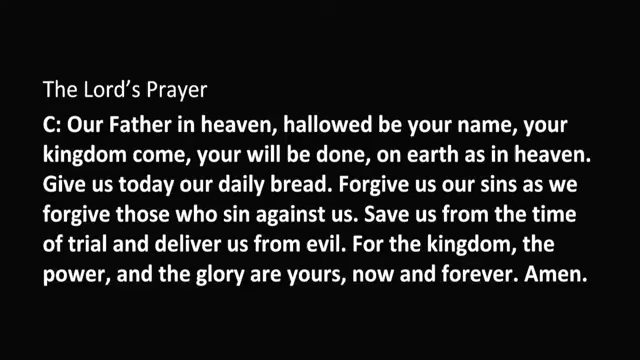 The Lord's Prayer
C: Our Father in heaven, hallowed be your name, your
kingdom come, your will be done, on earth as in heaven.
Give us today our daily bread. Forgive us our sins as we
forgive those who sin against us. Save us from the time
of trial and deliver us from evil. For the kingdom, the
power, and the glory are yours, now and forever. Amen.